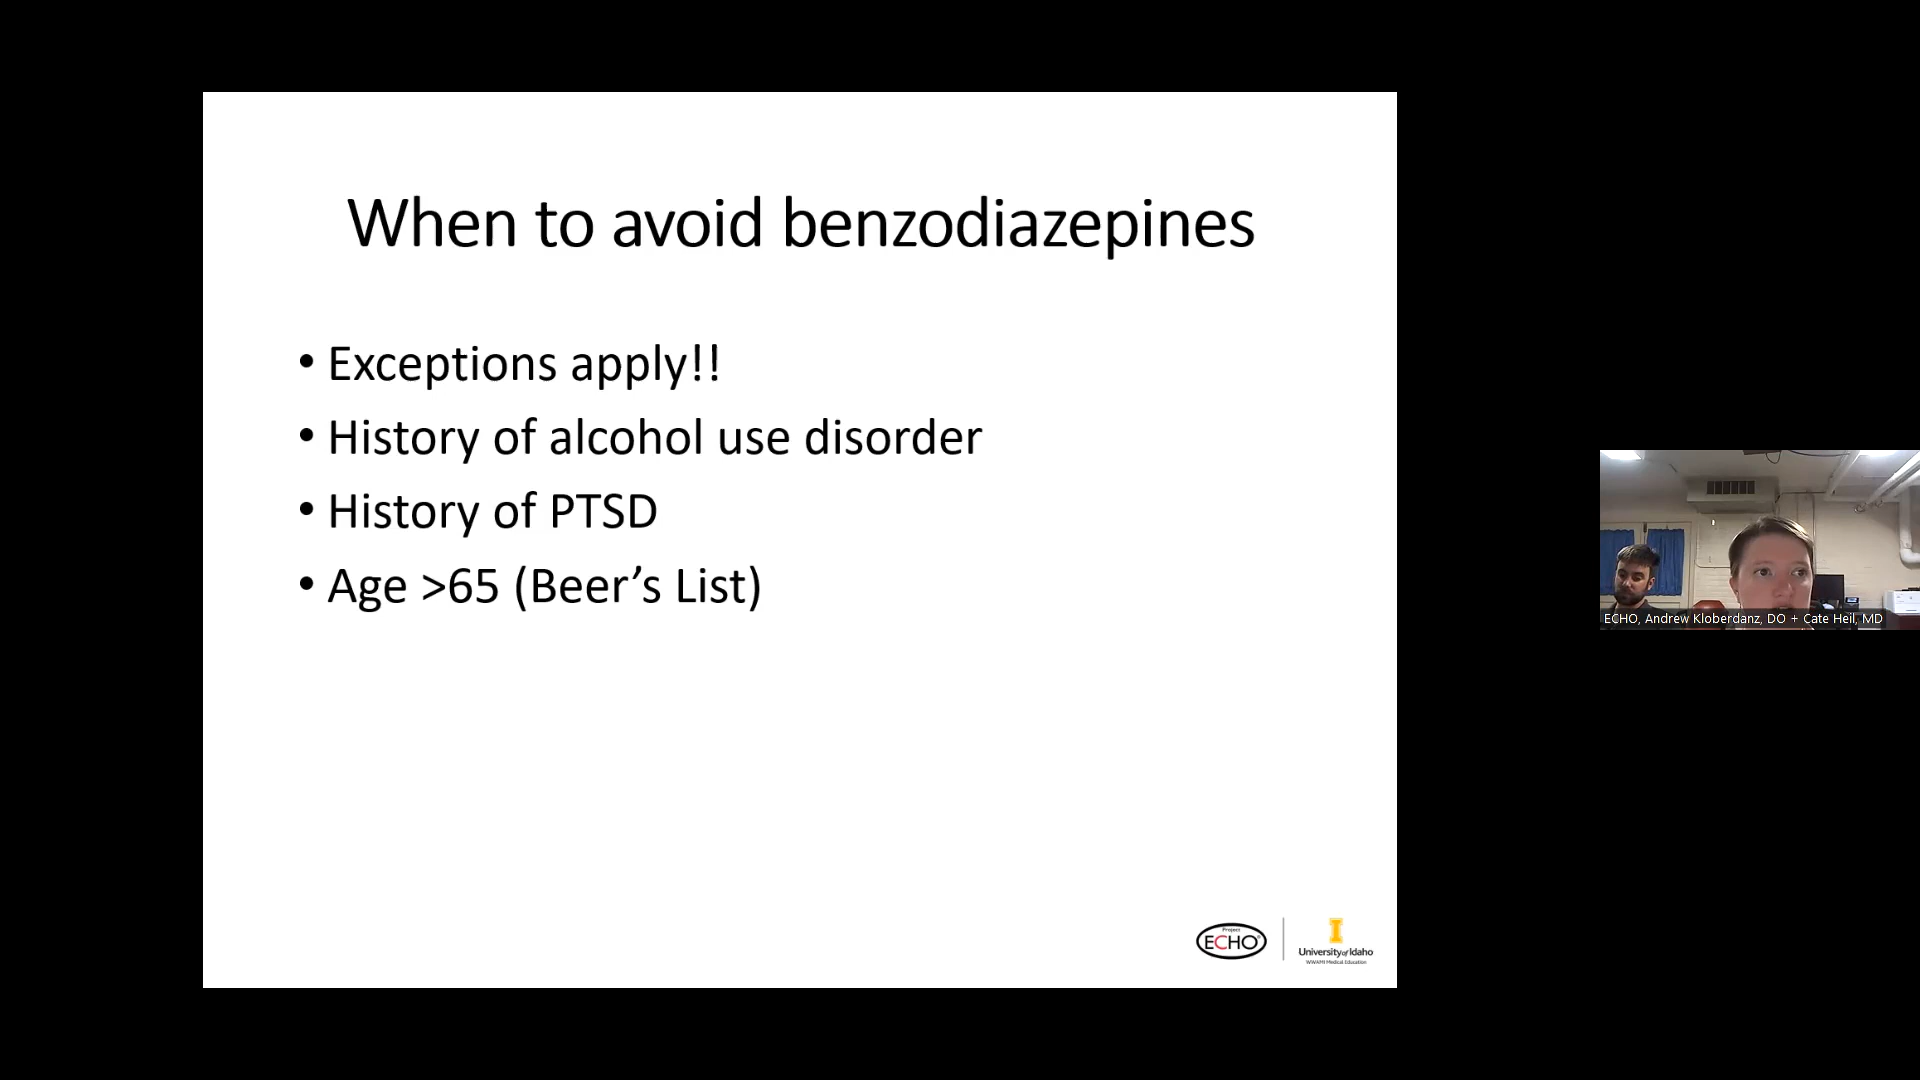 When to avoid benzodiazepines
• Exceptions apply!!
• History of alcohol use disorder
• History of PTSD
• Age >65 (Beer’s List)
ECHO, Andrew Kloberdanz, DO + Cate Heil, MD
Project
ECHO®
University of Idaho
WWAMI Medical Education